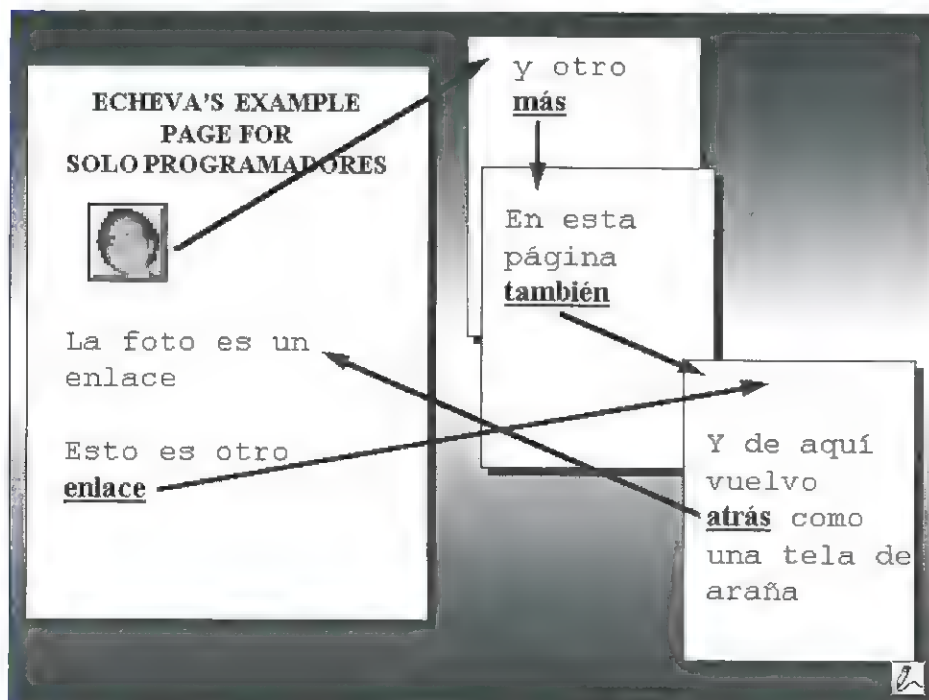 ECHEVA'S EXAMPLE
PAGE FOR
SOLO PROGRAMADORES
La foto es un
enlace
Esto es otro
enlace
y otro
más
En esta
página
también
Y de aquí
vuelvo
atrás como
una tela de
araña